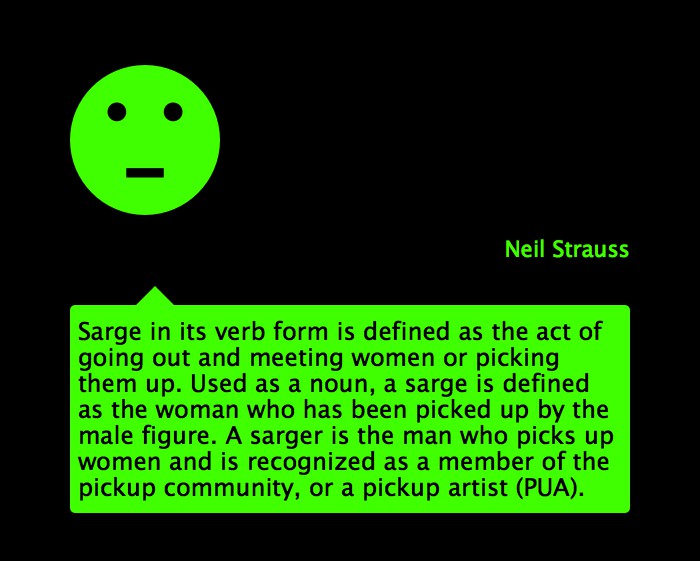 Neil Strauss
Sarge in its verb form is defined as the act of
going out and meeting women or picking
them up. Used as a noun, a sarge is defined
as the woman who has been picked up by the
male figure. A sarger is the man who picks up
women and is recognized as a member of the
pickup community, or a pickup artist (PUA).